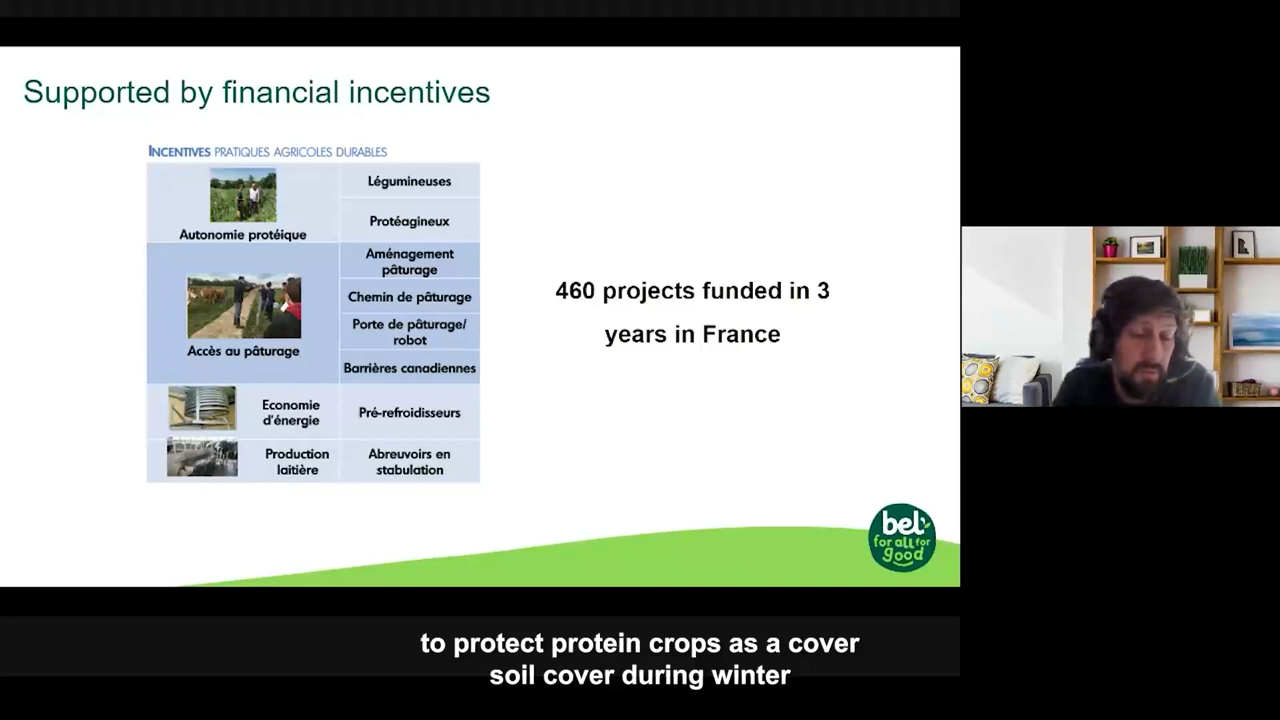 Supported by financial incentives
INCENTIVES PRATIQUES AGRICOLES DURABLES
Légumineuses
Protéagineux
Autonomie protéique
Aménagement
pâturage
Chemin de pâturage
Porte de pâturage/
robot
Barrières canadiennes
Accès au pâturage
Economie
d'énergie
Pré-refroidisseurs
Production
laitière
Abreuvoirs en
stabulation
460 projects funded in 3
years in France
bel
for all for
good
to protect protein crops as a cover
soil cover during winter